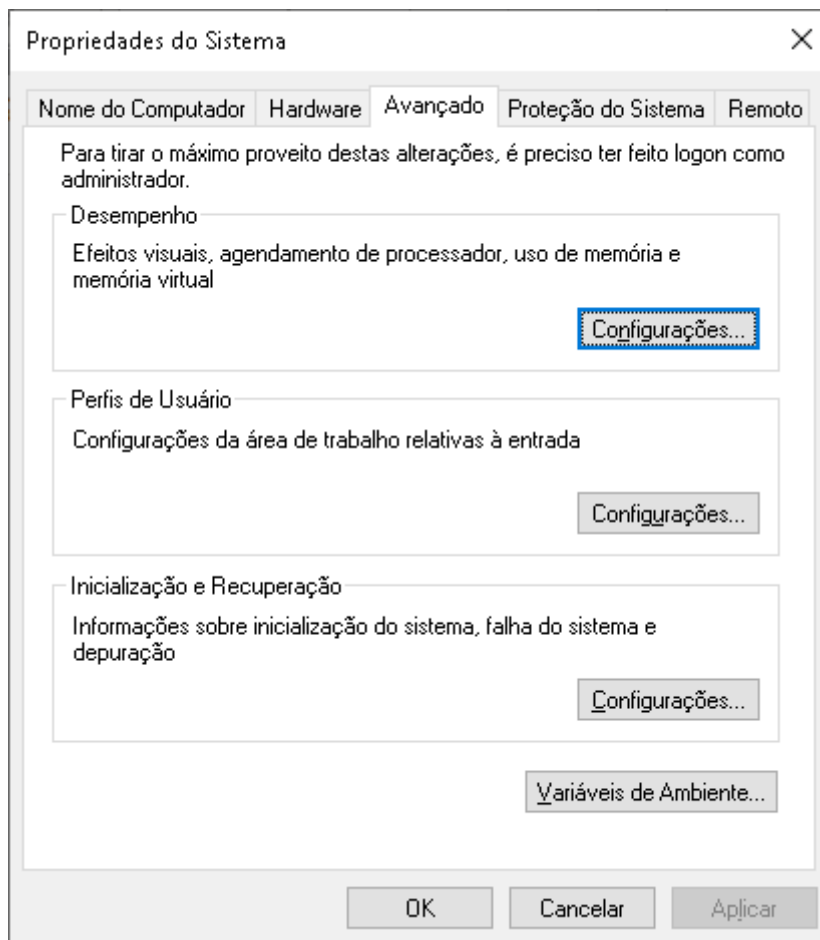 Propriedades do Sistema
Nome do Computador Hardware Avançado Proteção do Sistema Remoto
Para tirar o máximo proveito destas alterações, é preciso ter feito logon como
administrador.
Desempenho
Efeitos visuais, agendamento de processador, uso de memória e
memória virtual
Configurações...
Perfis de Usuário
Configurações da área de trabalho relativas à entrada
Configurações...
Inicialização e Recuperação
Informações sobre inicialização do sistema, falha do sistema e
depuração
Configurações...
Variáveis de Ambiente...
OK Cancelar Aplicar